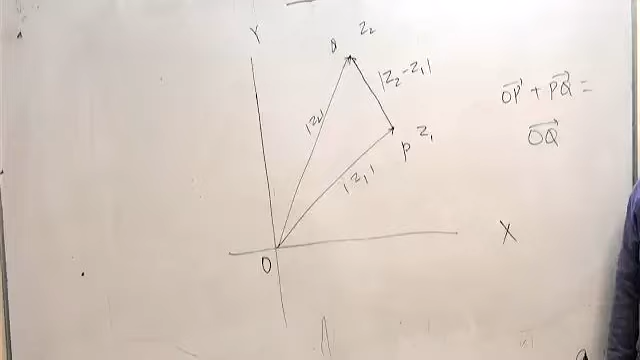 Y
Q Z₂
|Z₂-Z₁|
|Z₂|
P Z₁
|Z₁|
O
X
→OP + →PQ =
→OQ